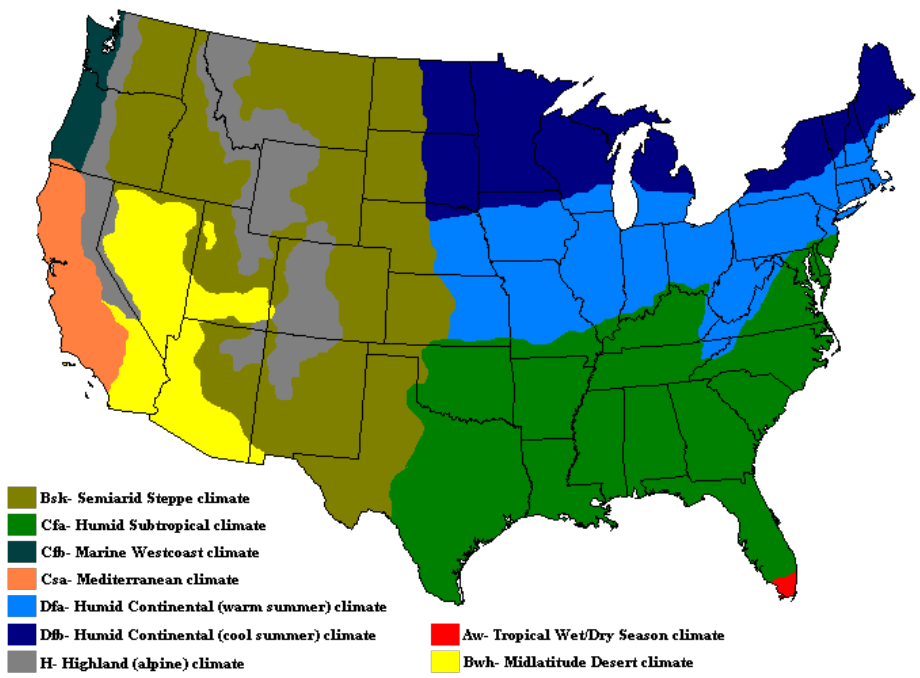 Bsk- Semiarid Steppe climate
Cfa- Humid Subtropical climate
Cfb- Marine Westcoast climate
Csa- Mediterranean climate
Dfa- Humid Continental (warm summer) climate
Dfb- Humid Continental (cool summer) climate
H- Highland (alpine) climate
Aw- Tropical Wet/Dry Season climate
Bwh- Midlatitude Desert climate